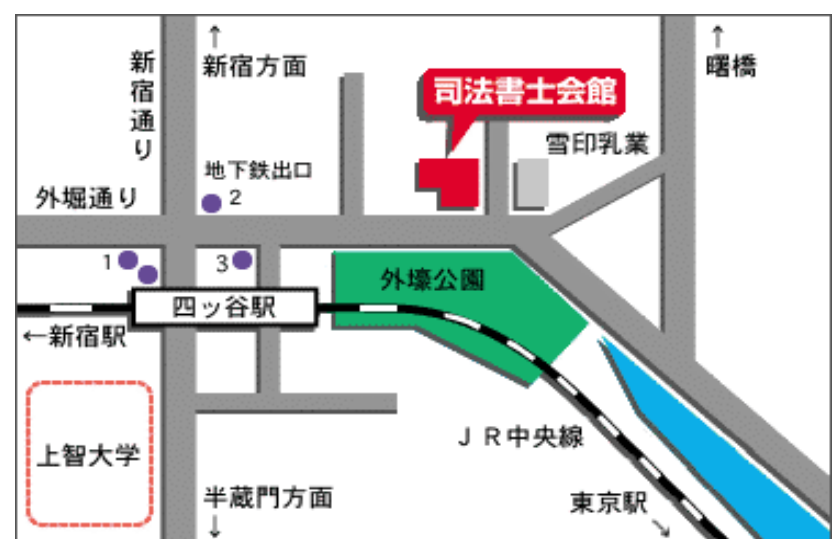 ↑
新宿方面
新宿通り
↑
曙橋
司法書士会館
雪印乳業
地下鉄出口
2
外堀通り
1
3
外壕公園
四ッ谷駅
←新宿駅
上智大学
ＪＲ中央線
半蔵門方面
↓
東京駅
↘